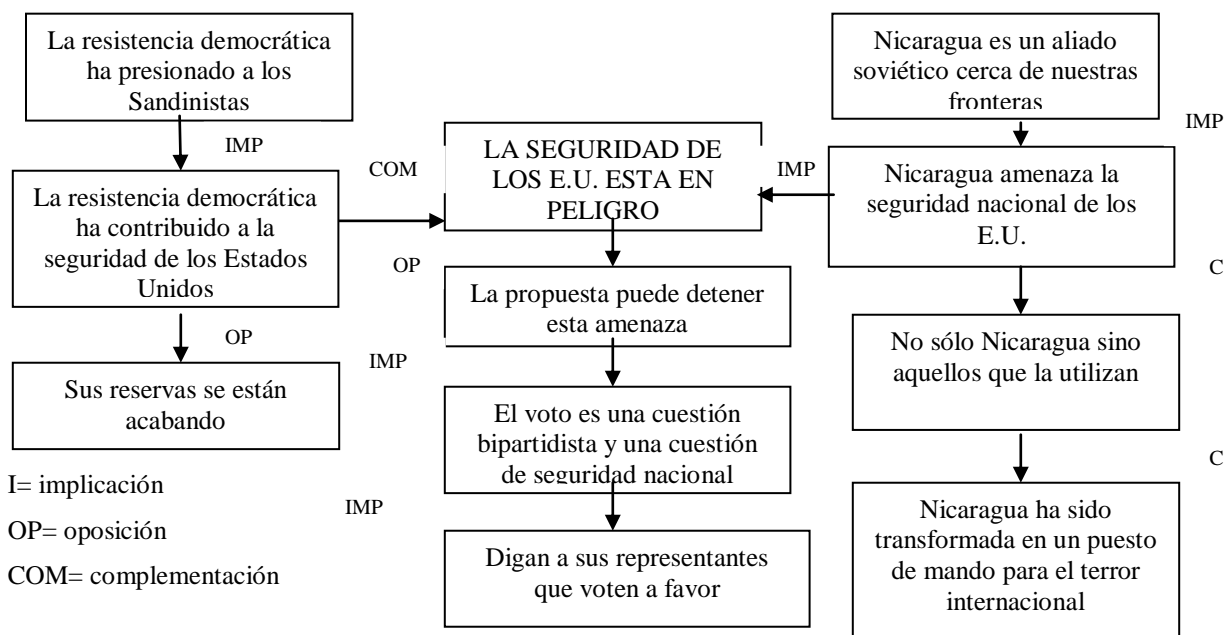 La resistencia democrática
ha presionado a los
Sandinistas
IMP
La resistencia democrática
ha contribuido a la
seguridad de los Estados
Unidos
OP
Sus reservas se están
acabando
I= implicación
OP= oposición
COM= complementación
COM
LA SEGURIDAD DE
LOS E.U. ESTA EN
PELIGRO
IMP
OP
La propuesta puede detener
esta amenaza
IMP
El voto es una cuestión
bipartidista y una cuestión
de seguridad nacional
IMP
Digan a sus representantes
que voten a favor
Nicaragua es un aliado
soviético cerca de nuestras
fronteras
IMP
Nicaragua amenaza la
seguridad nacional de los
E.U.
C
No sólo Nicaragua sino
aquellos que la utilizan
C
Nicaragua ha sido
transformada en un puesto
de mando para el terror
internacional